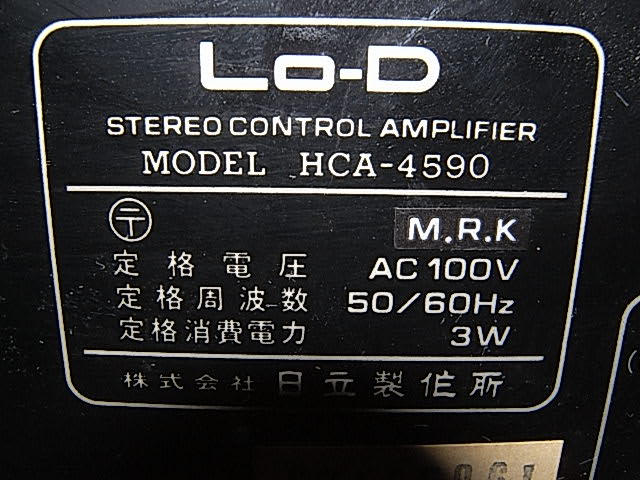 Lo-D
STEREO CONTROL AMPLIFIER
MODEL HCA-4590
〒 M.R.K
定格電圧 AC 100V
定格周波数 50/60Hz
定格消費電力 3W
株式会社 日立製作所